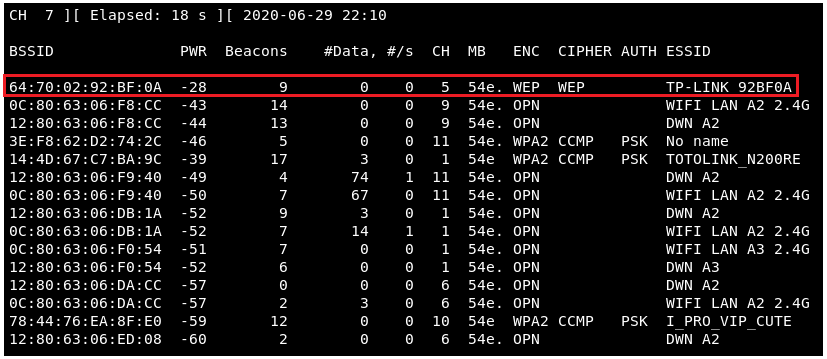 CH 7 ][ Elapsed: 18 s ][ 2020-06-29 22:10
BSSID PWR Beacons #Data, #/s CH MB ENC CIPHER AUTH ESSID
64:70:02:92:BF:0A -28 9 0 0 5 54e. WEP WEP TP-LINK_92BF0A
0C:80:63:06:F8:CC -43 14 0 0 9 54e. OPN WIFI LAN A2 2.4G
12:80:63:06:F8:CC -44 13 0 0 9 54e. OPN DWN A2
3E:F8:62:D2:74:2C -46 5 0 0 11 54e. WPA2 CCMP PSK No name
14:4D:67:C7:BA:9C -39 17 3 0 1 54e WPA2 CCMP PSK TOTOLINK_N200RE
12:80:63:06:F9:40 -49 4 74 1 11 54e. OPN DWN A2
0C:80:63:06:F9:40 -50 7 67 0 11 54e. OPN WIFI LAN A2 2.4G
12:80:63:06:DB:1A -52 9 3 0 1 54e. OPN DWN A2
0C:80:63:06:DB:1A -52 7 14 1 1 54e. OPN WIFI LAN A2 2.4G
0C:80:63:06:F0:54 -51 7 0 0 1 54e. OPN WIFI LAN A3 2.4G
12:80:63:06:F0:54 -52 6 0 0 1 54e. OPN DWN A3
12:80:63:06:DA:CC -57 0 0 0 6 54e. OPN DWN A2
0C:80:63:06:DA:CC -57 2 3 0 6 54e. OPN WIFI LAN A2 2.4G
78:44:76:EA:8F:E0 -59 12 0 0 10 54e WPA2 CCMP PSK I_PRO_VIP_CUTE
12:80:63:06:ED:08 -60 2 0 0 6 54e. OPN DWN A2